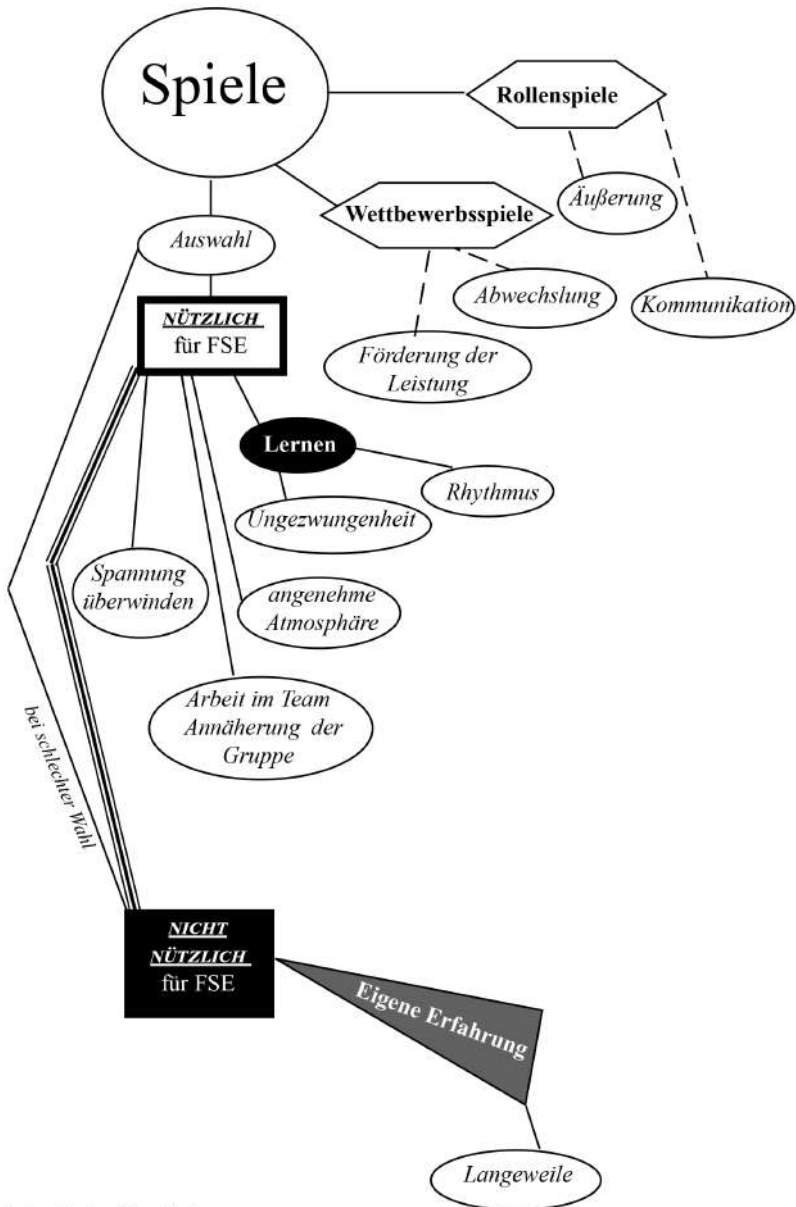 Spiele
Rollenspiele
Äußerung
Wettbewerbsspiele
Auswahl
Abwechslung
Kommunikation
NÜTZLICH
für FSE
Förderung der
Leistung
Lernen
Rhythmus
Ungezwungenheit
Spannung
überwinden
angenehme
Atmosphäre
Arbeit im Team
Annäherung der
Gruppe
bei schlechter Wahl
NICHT
NÜTZLICH
für FSE
Eigene Erfahrung
Langeweile